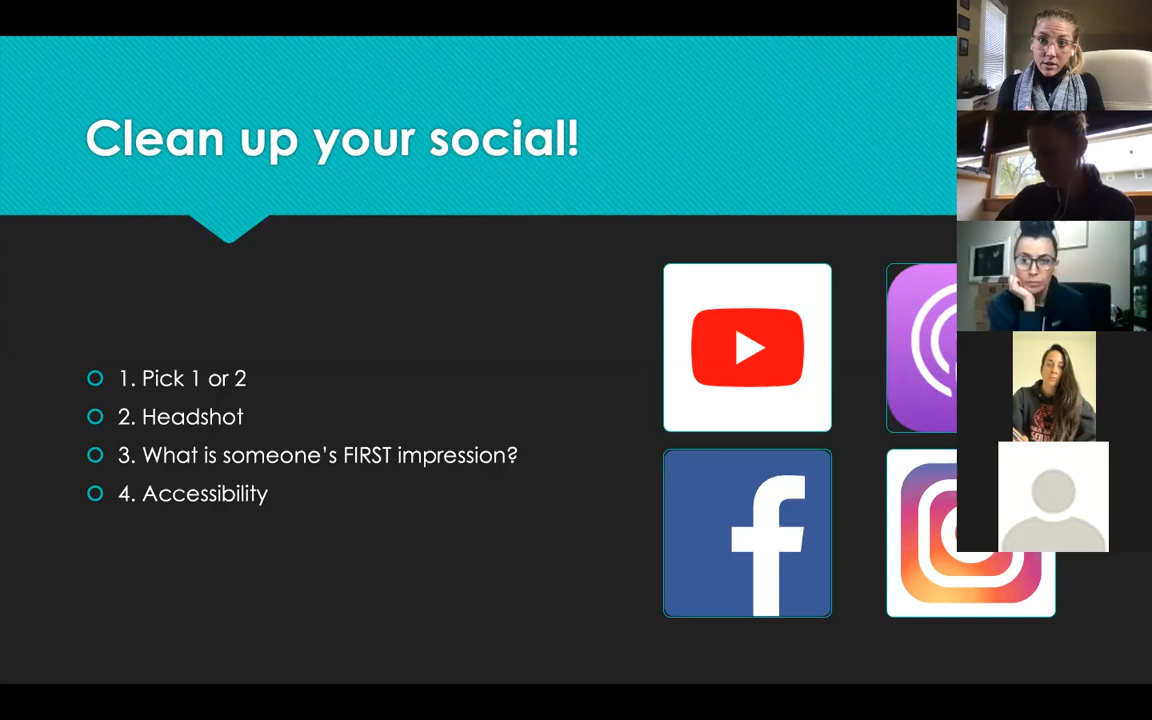 Clean up your social!
1. Pick 1 or 2
2. Headshot
3. What is someone’s FIRST impression?
4. Accessibility